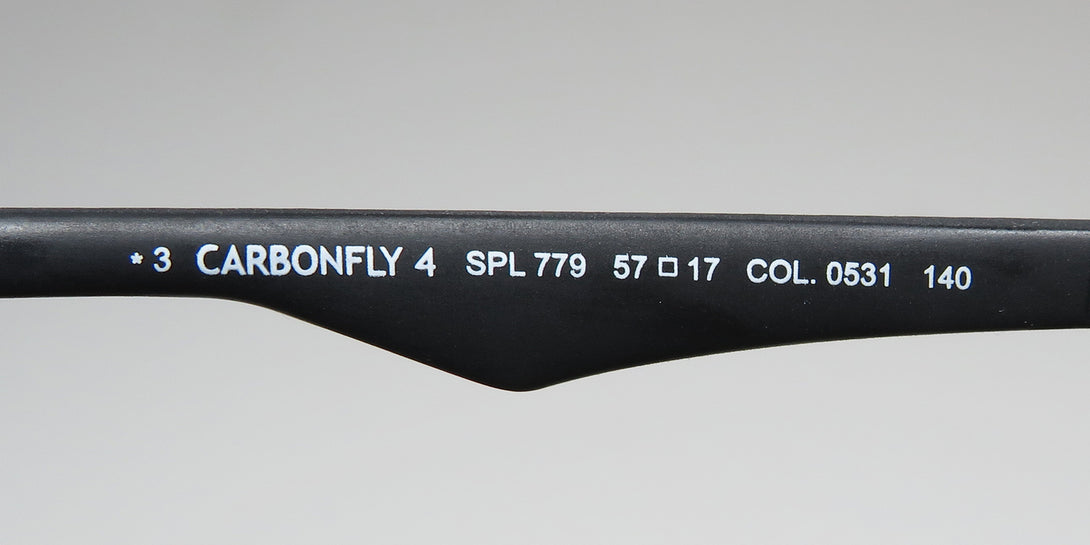 * 3 CARBONFLY 4 SPL 779 57 □ 17 COL. 0531 140